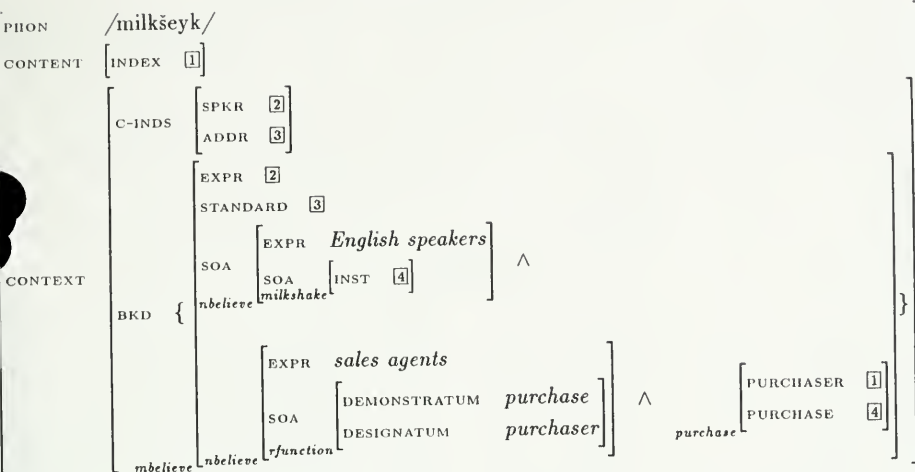 PHON /milkšeyk/
CONTENT [INDEX 1]
C-INDS
SPKR 2
ADDR 3
CONTEXT
BKD {
EXPR 2
STANDARD 3
SOA
EXPR English speakers
SOA [INST 4]
milkshake
nbelieve
∧
EXPR sales agents
SOA
DEMONSTRATUM purchase
DESIGNATUM purchaser
rfunction
nbelieve
∧
PURCHASER 1
PURCHASE 4
purchase
}
mbelieve